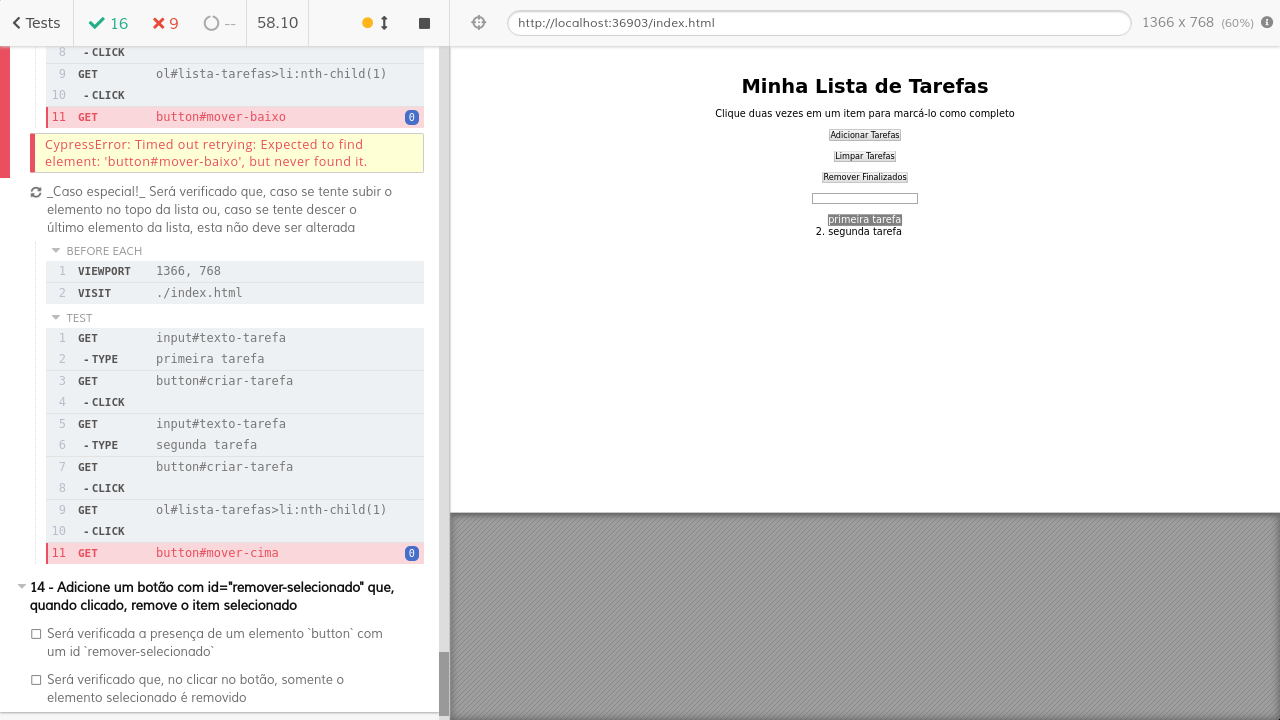 Tests
16
9
--
58.10
http://localhost:36903/index.html
1366 x 768 (60%)
8 - CLICK
9 GET ol#lista-tarefas>li:nth-child(1)
10 - CLICK
11 GET button#mover-baixo 0
CypressError: Timed out retrying: Expected to find
element: 'button#mover-baixo', but never found it.
_Caso especial!_ Será verificado que, caso se tente subir o
elemento no topo da lista ou, caso se tente descer o
último elemento da lista, esta não deve ser alterada
BEFORE EACH
1 VIEWPORT 1366, 768
2 VISIT ./index.html
TEST
1 GET input#texto-tarefa
2 - TYPE primeira tarefa
3 GET button#criar-tarefa
4 - CLICK
5 GET input#texto-tarefa
6 - TYPE segunda tarefa
7 GET button#criar-tarefa
8 - CLICK
9 GET ol#lista-tarefas>li:nth-child(1)
10 - CLICK
11 GET button#mover-cima 0
14 - Adicione um botão com id="remover-selecionado" que,
quando clicado, remove o item selecionado
Será verificada a presença de um elemento `button` com
um id `remover-selecionado`
Será verificado que, no clicar no botão, somente o
elemento selecionado é removido
Minha Lista de Tarefas
Clique duas vezes em um item para marcá-lo como completo
Adicionar Tarefas
Limpar Tarefas
Remover Finalizados
primeira tarefa
2. segunda tarefa